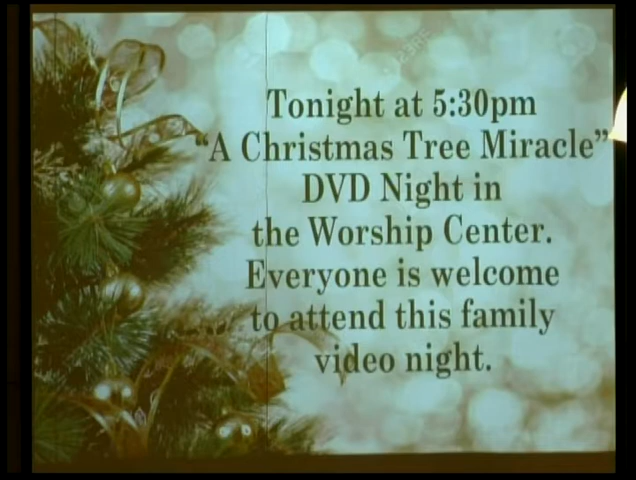 Tonight at 5:30pm
“A Christmas Tree Miracle”
DVD Night in
the Worship Center.
Everyone is welcome
to attend this family
video night.